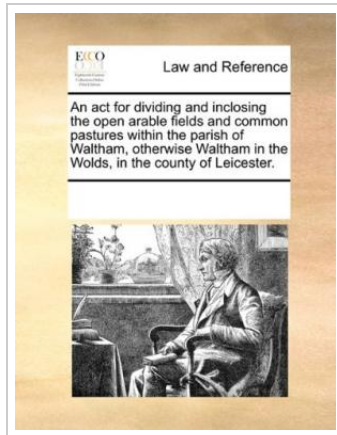 ECCO
Law and Reference
An act for dividing and inclosing
the open arable fields and common
pastures within the parish of
Waltham, otherwise Waltham in the
Wolds, in the county of Leicester.